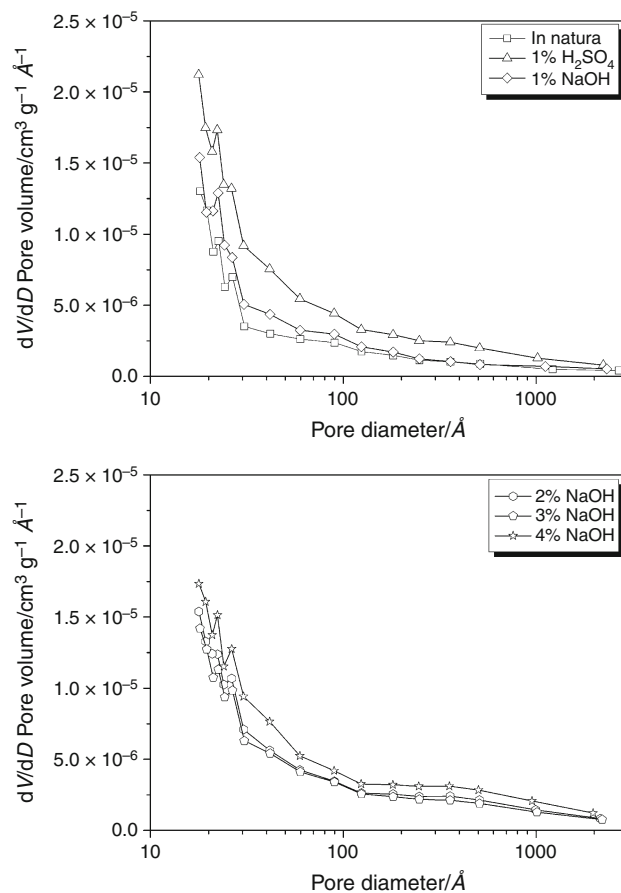 2.5 × 10⁻⁵
2.0 × 10⁻⁵
1.5 × 10⁻⁵
1.0 × 10⁻⁵
5.0 × 10⁻⁶
0.0
dV/dD Pore volume/cm³ g⁻¹ Å⁻¹
In natura
1% H₂SO₄
1% NaOH
10
100
1000
Pore diameter/Å
2.5 × 10⁻⁵
2.0 × 10⁻⁵
1.5 × 10⁻⁵
1.0 × 10⁻⁵
5.0 × 10⁻⁶
0.0
dV/dD Pore volume/cm³ g⁻¹ Å⁻¹
2% NaOH
3% NaOH
4% NaOH
10
100
1000
Pore diameter/Å